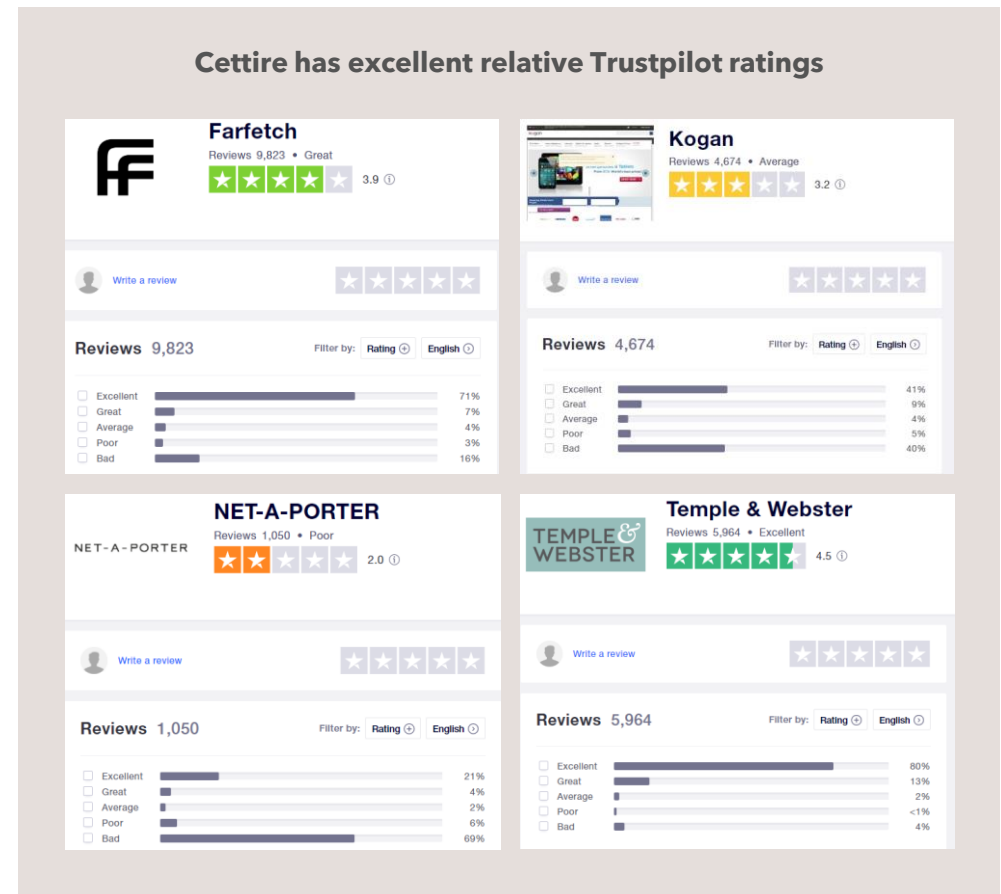 Cettire has excellent relative Trustpilot ratings
Farfetch
Reviews 9,823 • Great
3.9
Write a review
Reviews 9,823
Filter by: Rating English
Excellent 71%
Great 7%
Average 4%
Poor 3%
Bad 16%
Kogan
Reviews 4,674 • Average
3.2
Write a review
Reviews 4,674
Filter by: Rating English
Excellent 41%
Great 9%
Average 4%
Poor 5%
Bad 40%
NET-A-PORTER
NET-A-PORTER
Reviews 1,050 • Poor
2.0
Write a review
Reviews 1,050
Filter by: Rating English
Excellent 21%
Great 4%
Average 2%
Poor 6%
Bad 69%
TEMPLE &
WEBSTER
Temple & Webster
Reviews 5,964 • Excellent
4.5
Write a review
Reviews 5,964
Filter by: Rating English
Excellent 80%
Great 13%
Average 2%
Poor <1%
Bad 4%